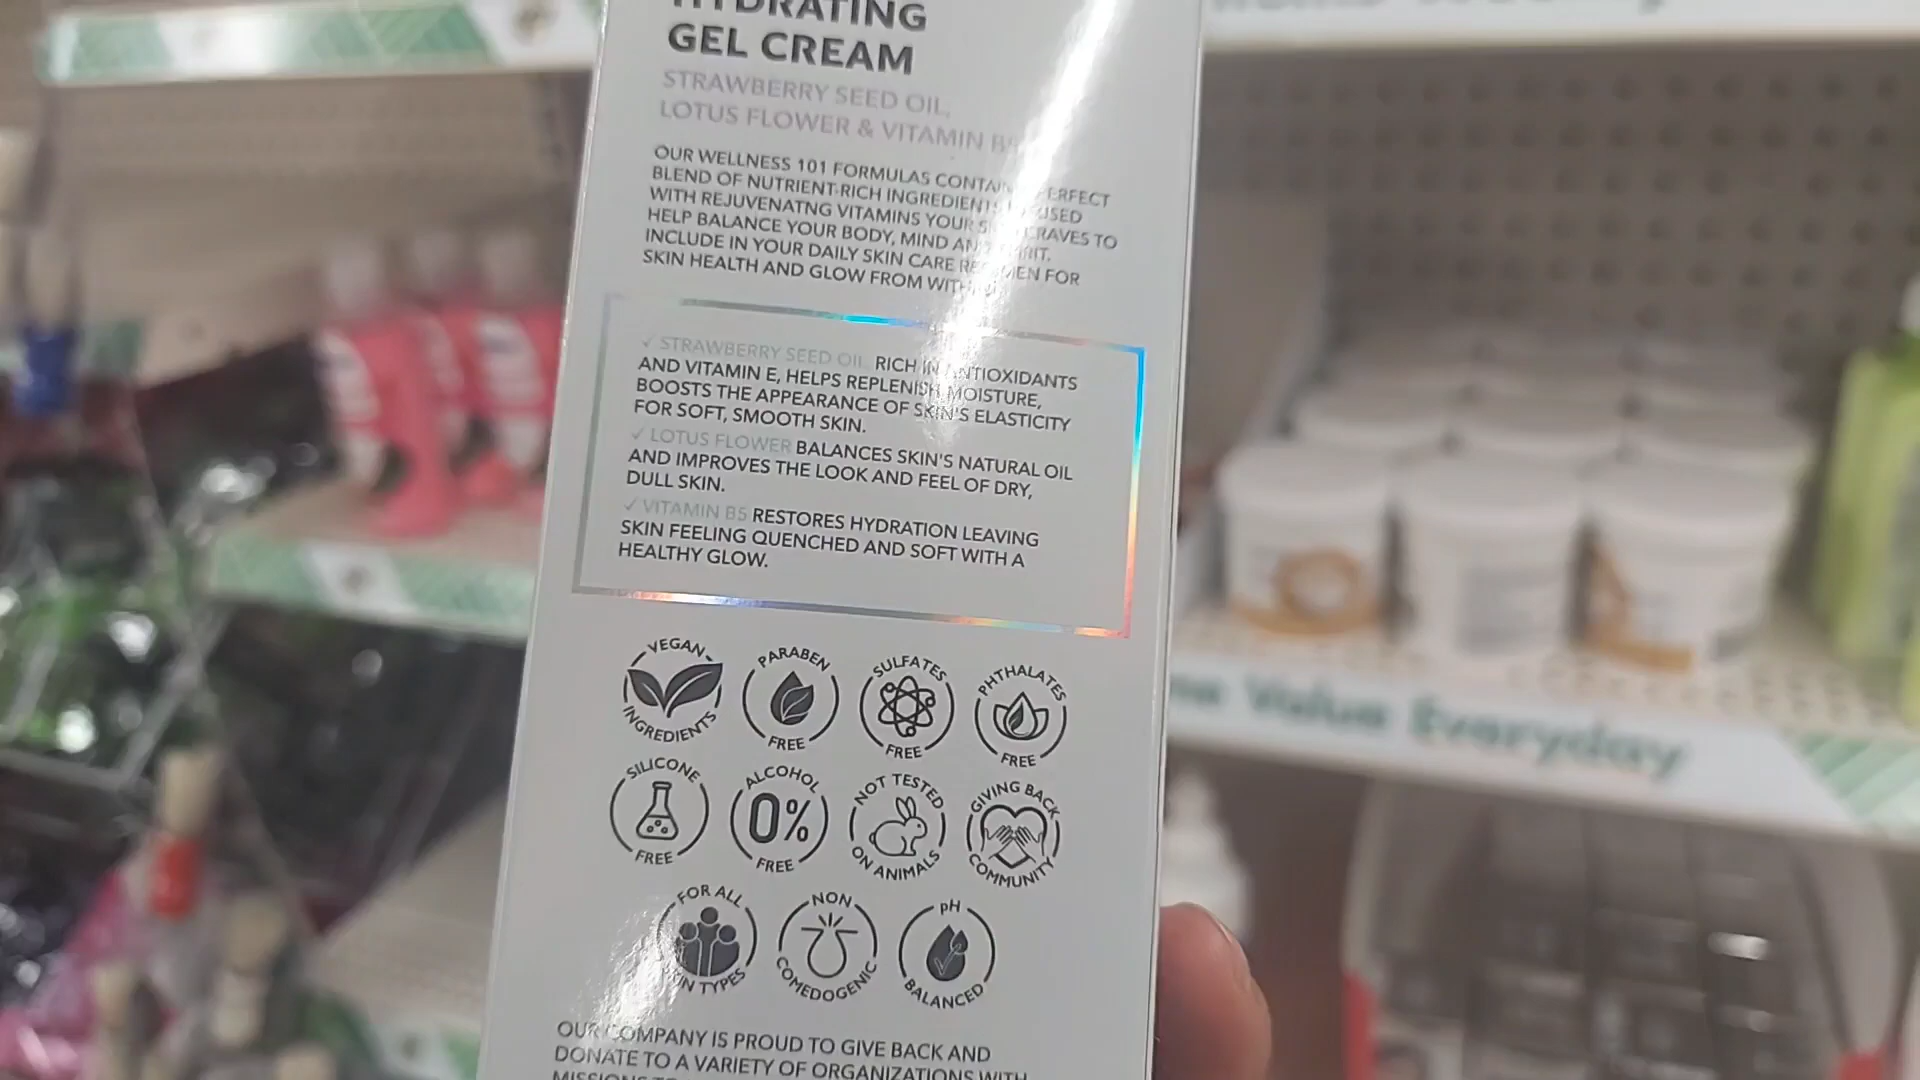 HYDRATING
GEL CREAM
STRAWBERRY SEED OIL,
LOTUS FLOWER & VITAMIN B5
OUR WELLNESS 101 FORMULAS CONTAIN PERFECT
BLEND OF NUTRIENT-RICH INGREDIENTS
WITH REJUVENATNG VITAMINS YOUR SKIN CRAVES TO
HELP BALANCE YOUR BODY, MIND AND SPIRIT.
INCLUDE IN YOUR DAILY SKIN CARE REGIMEN FOR
SKIN HEALTH AND GLOW FROM WITHIN
✓ STRAWBERRY SEED OIL RICH IN ANTIOXIDANTS
AND VITAMIN E, HELPS REPLENISH MOISTURE,
BOOSTS THE APPEARANCE OF SKIN'S ELASTICITY
FOR SOFT, SMOOTH SKIN.
✓ LOTUS FLOWER BALANCES SKIN'S NATURAL OIL
AND IMPROVES THE LOOK AND FEEL OF DRY,
DULL SKIN.
✓ VITAMIN B5 RESTORES HYDRATION LEAVING
SKIN FEELING QUENCHED AND SOFT WITH A
HEALTHY GLOW.
VEGAN INGREDIENTS
PARABEN FREE
SULFATES FREE
PHTHALATES FREE
SILICONE FREE
ALCOHOL 0% FREE
NOT TESTED ON ANIMALS
GIVING BACK COMMUNITY
FOR ALL SKIN TYPES
NON COMEDOGENIC
pH BALANCED
OUR COMPANY IS PROUD TO GIVE BACK AND
DONATE TO A VARIETY OF ORGANIZATIONS WITH
Value Everyday